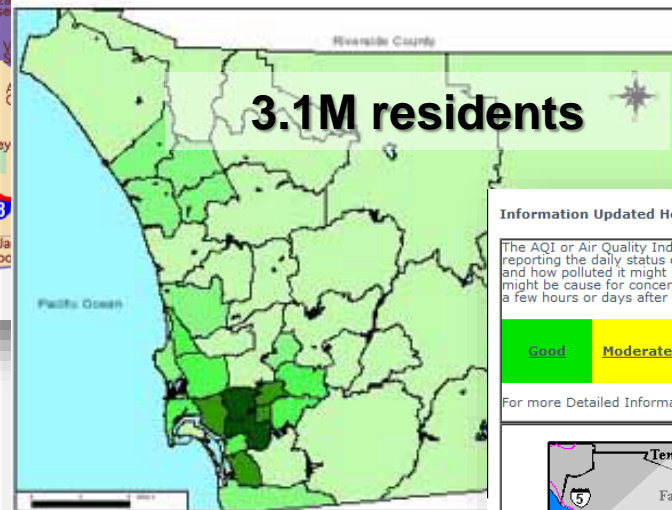 Riverside County
3.1M residents
Pacific Ocean
Information Updated H
The AQI or Air Quality Ind
reporting the daily status
and how polluted it might
might be cause for concer
a few hours or days after
Good
Moderate
For more Detailed Informa
5